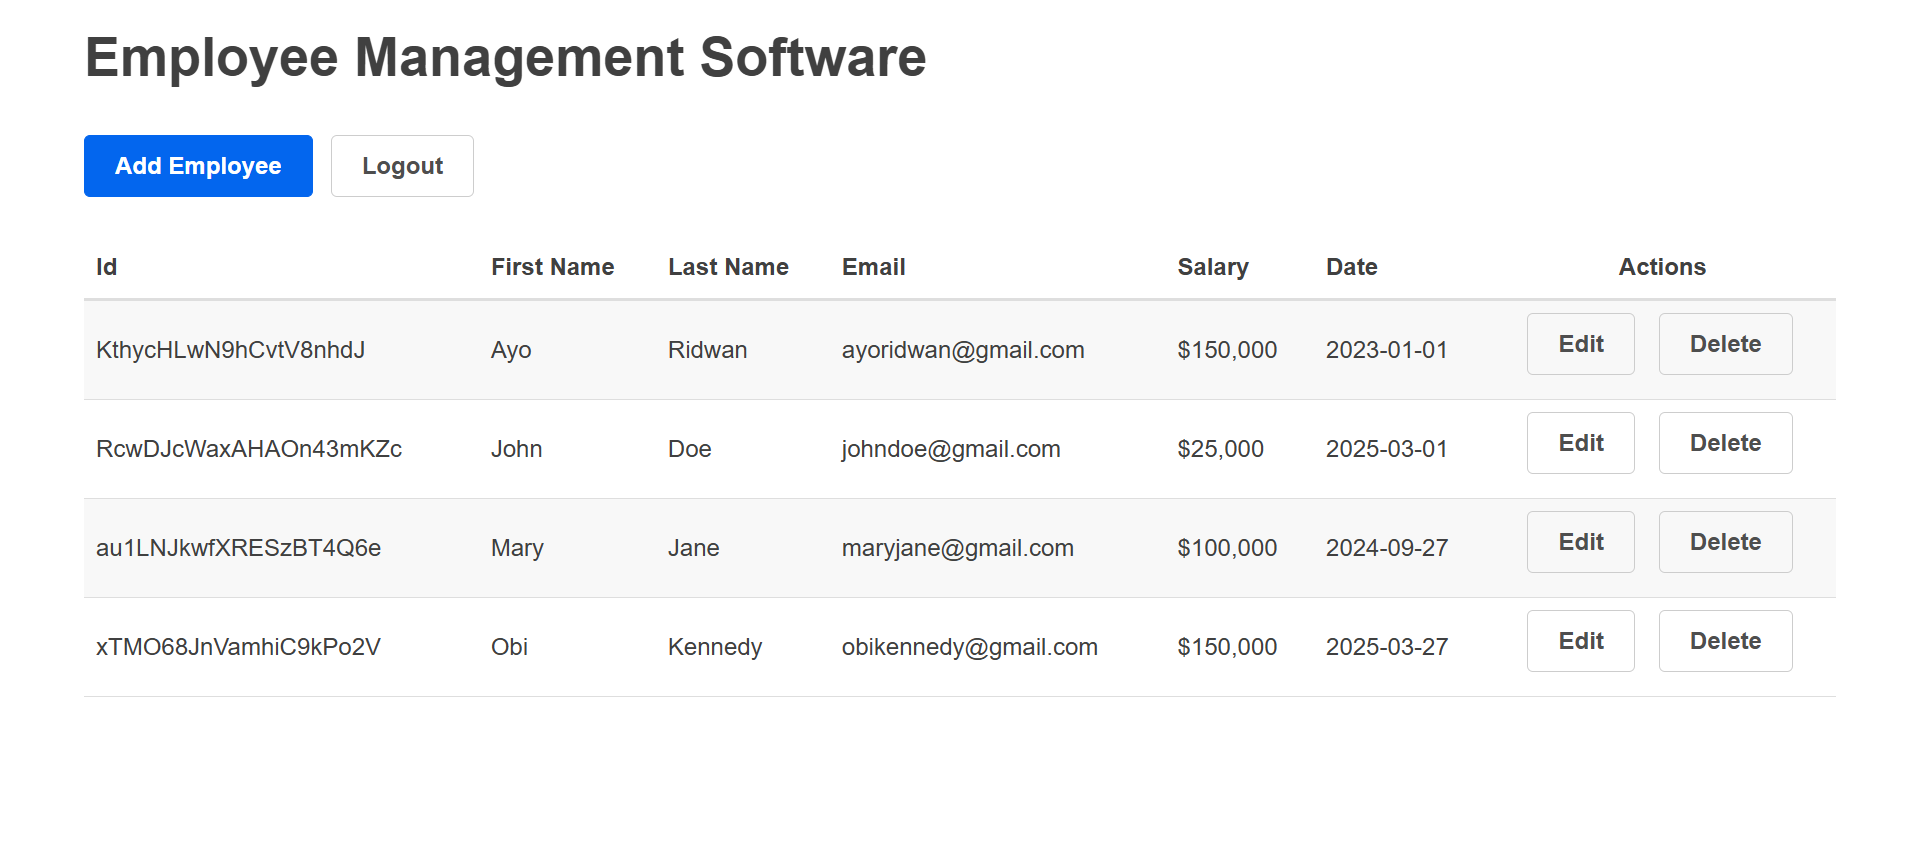 Employee Management Software
Add Employee Logout
Id First Name Last Name Email Salary Date Actions
KthycHLwN9hCvtV8nhdJ Ayo Ridwan ayoridwan@gmail.com $150,000 2023-01-01 Edit Delete
RcwDJcWaxAHAOn43mKZc John Doe johndoe@gmail.com $25,000 2025-03-01 Edit Delete
au1LNJkwfXRESzBT4Q6e Mary Jane maryjane@gmail.com $100,000 2024-09-27 Edit Delete
xTMO68JnVamhiC9kPo2V Obi Kennedy obikennedy@gmail.com $150,000 2025-03-27 Edit Delete